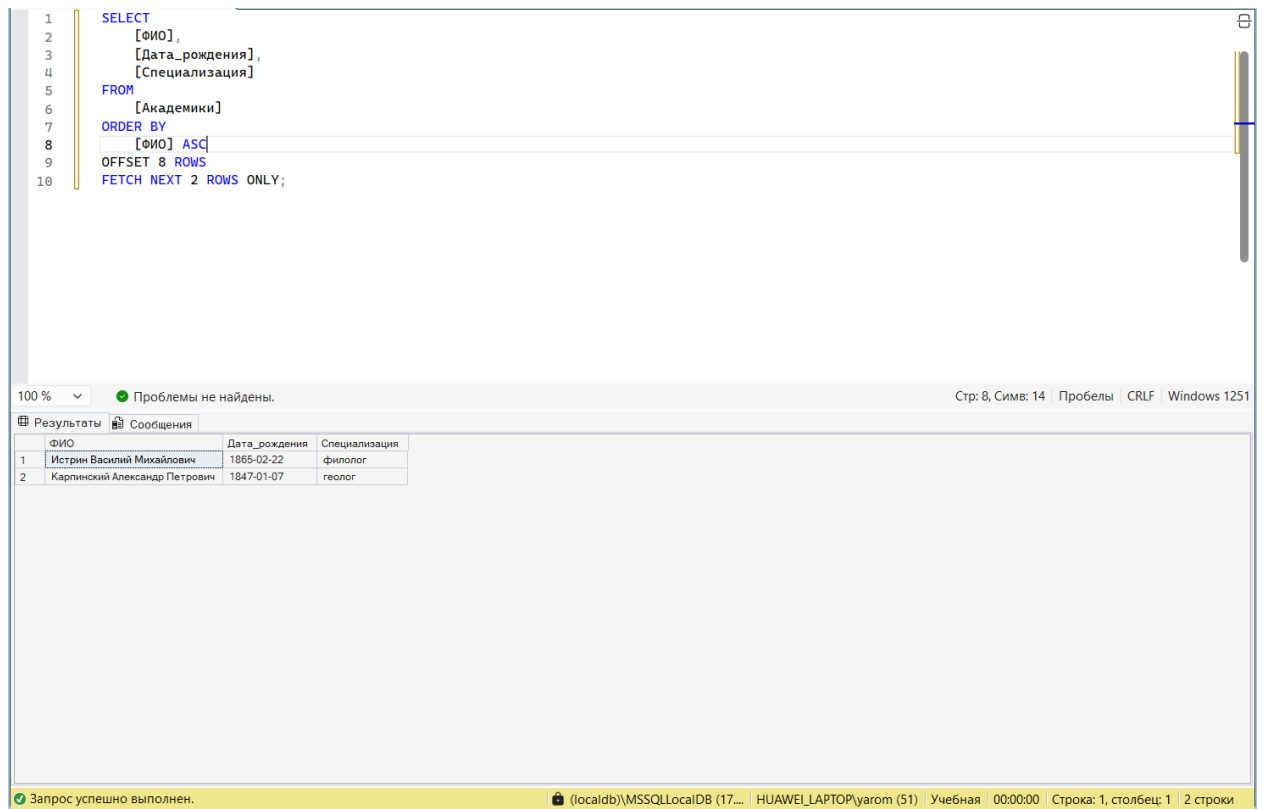 1 SELECT
2 [ФИО],
3 [Дата_рождения],
4 [Специализация]
5 FROM
6 [Академики]
7 ORDER BY
8 [ФИО] ASC
9 OFFSET 8 ROWS
10 FETCH NEXT 2 ROWS ONLY;
100 % Проблемы не найдены. Стр: 8, Симв: 14 Пробелы CRLF Windows 1251
Результаты Сообщения
ФИО Дата_рождения Специализация
1 Истрин Василий Михайлович 1865-02-22 филолог
2 Карпинский Александр Петрович 1847-01-07 геолог
Запрос успешно выполнен. (localdb)\MSSQLLocalDB (17.... HUAWEI_LAPTOP\yarom (51) Учебная 00:00:00 Строка: 1, столбец: 1 2 строки